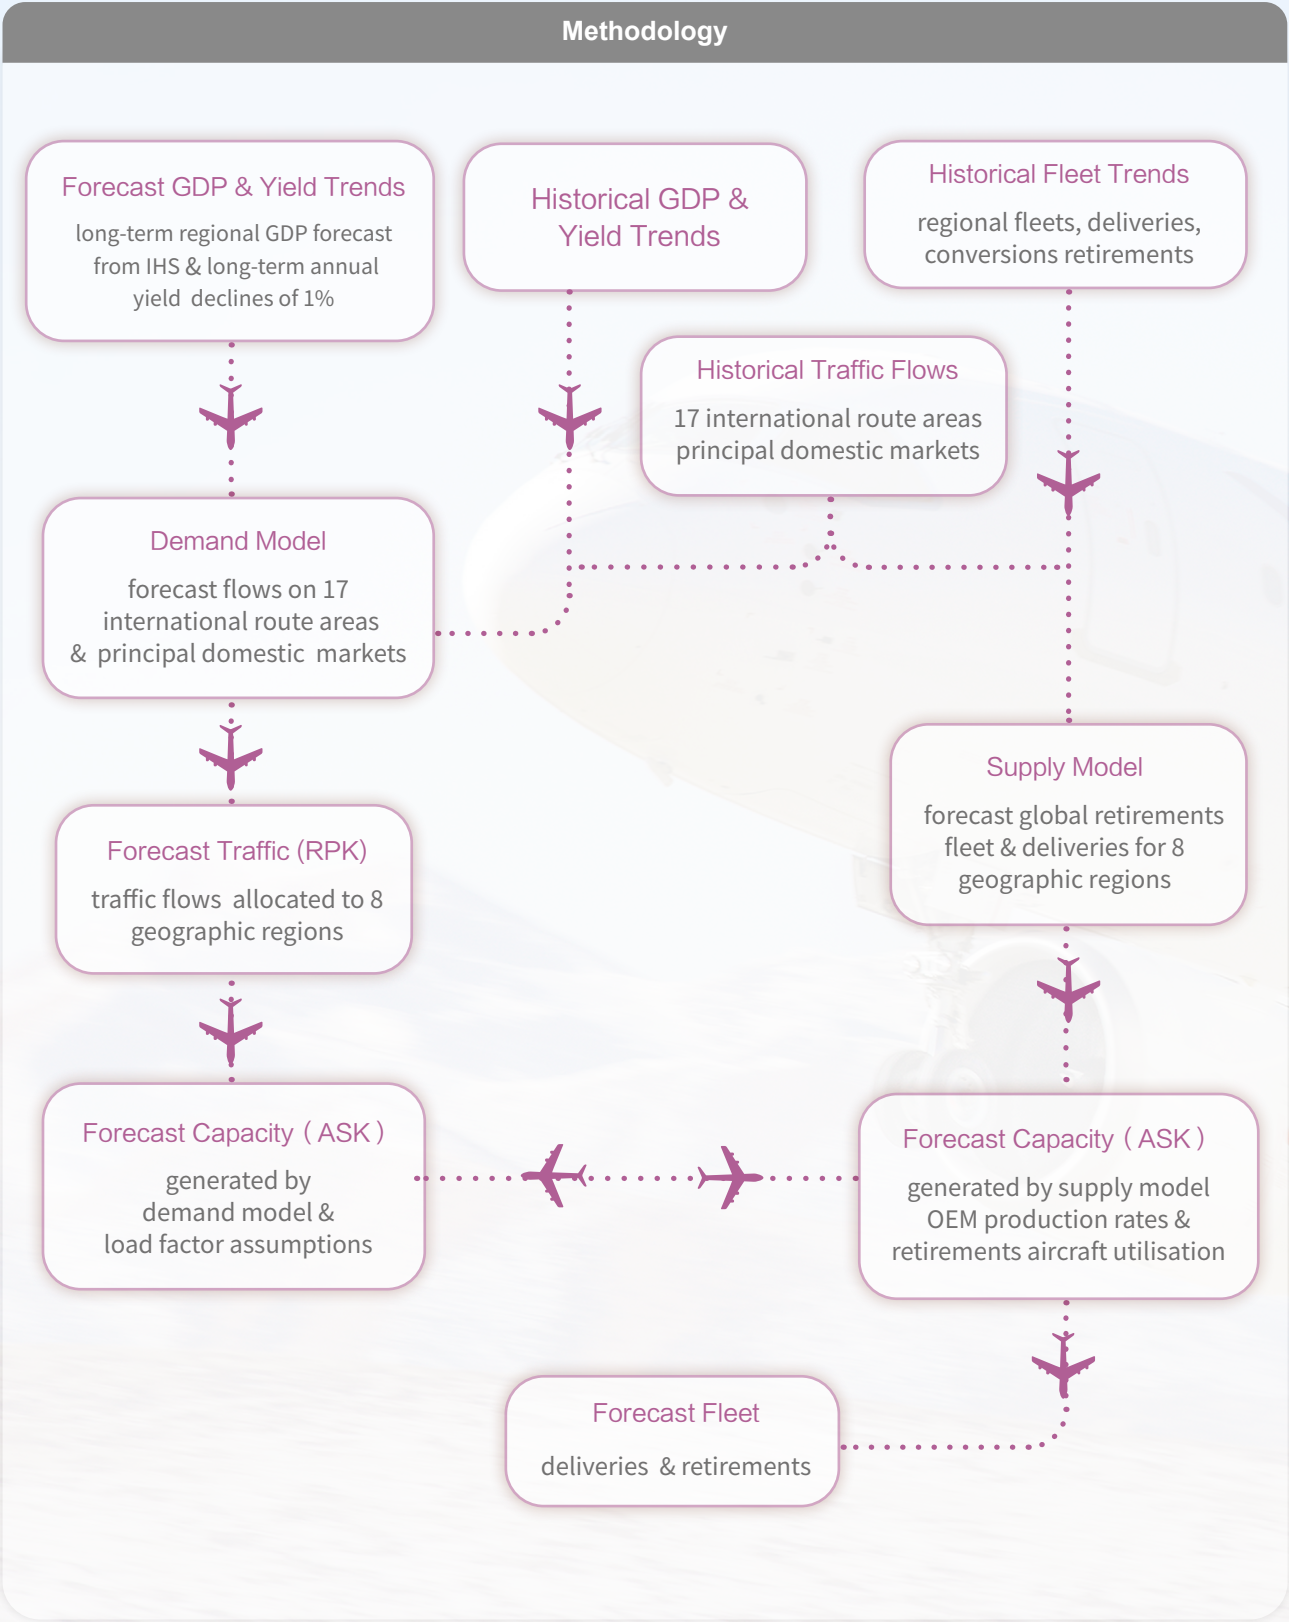 Methodology
Forecast GDP & Yield Trends
long-term regional GDP forecast
from IHS & long-term annual
yield declines of 1%
Historical GDP &
Yield Trends
Historical Fleet Trends
regional fleets, deliveries,
conversions retirements
Historical Traffic Flows
17 international route areas
principal domestic markets
Demand Model
forecast flows on 17
international route areas
& principal domestic markets
Supply Model
forecast global retirements
fleet & deliveries for 8
geographic regions
Forecast Traffic (RPK)
traffic flows allocated to 8
geographic regions
Forecast Capacity ( ASK )
generated by
demand model &
load factor assumptions
Forecast Capacity ( ASK )
generated by supply model
OEM production rates &
retirements aircraft utilisation
Forecast Fleet
deliveries & retirements